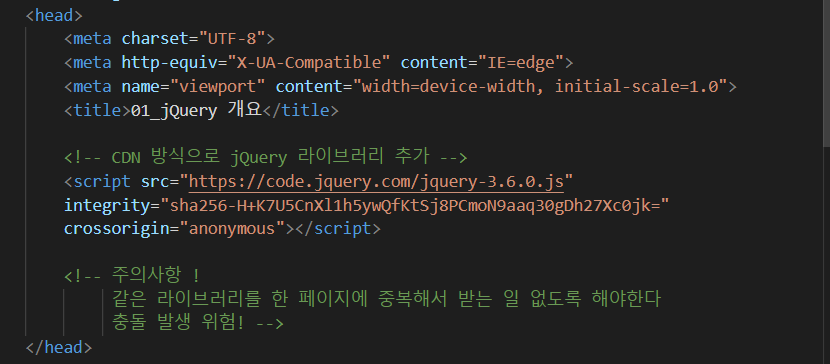 <head>
<meta charset="UTF-8">
<meta http-equiv="X-UA-Compatible" content="IE=edge">
<meta name="viewport" content="width=device-width, initial-scale=1.0">
<title>01_jQuery 개요</title>
<!-- CDN 방식으로 jQuery 라이브러리 추가 -->
<script src="https://code.jquery.com/jquery-3.6.0.js"
integrity="sha256-H+K7U5CnXl1h5ywQfKtSj8PCmoN9aaq30gDh27Xc0jk="
crossorigin="anonymous"></script>
<!-- 주의사항 !
같은 라이브러리를 한 페이지에 중복해서 받는 일 없도록 해야한다
충돌 발생 위험! -->
</head>